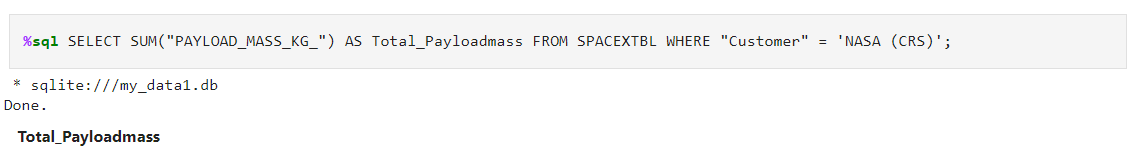 %sql SELECT SUM("PAYLOAD_MASS_KG_") AS Total_Payloadmass FROM SPACEXTBL WHERE "Customer" = 'NASA (CRS)';
* sqlite:///my_data1.db
Done.
Total_Payloadmass